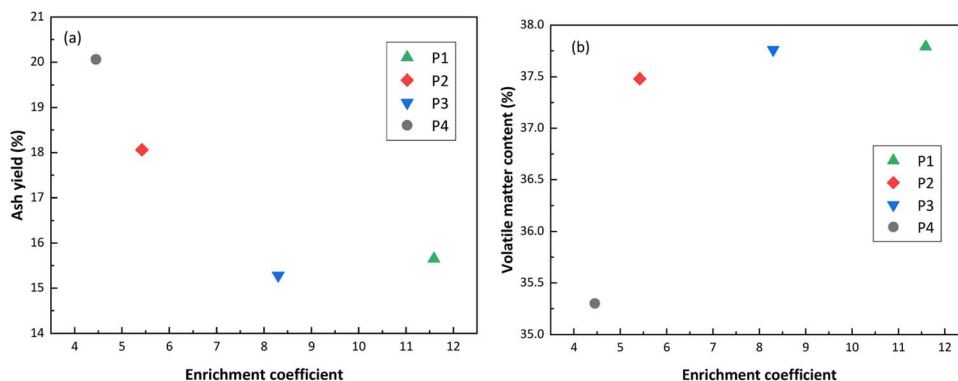 (a)
21
20
19
18
17
16
15
14
Ash yield (%)
4 5 6 7 8 9 10 11 12
Enrichment coefficient
P1
P2
P3
P4
(b)
38.0
37.5
37.0
36.5
36.0
35.5
35.0
Volatile matter content (%)
4 5 6 7 8 9 10 11 12
Enrichment coefficient
P1
P2
P3
P4